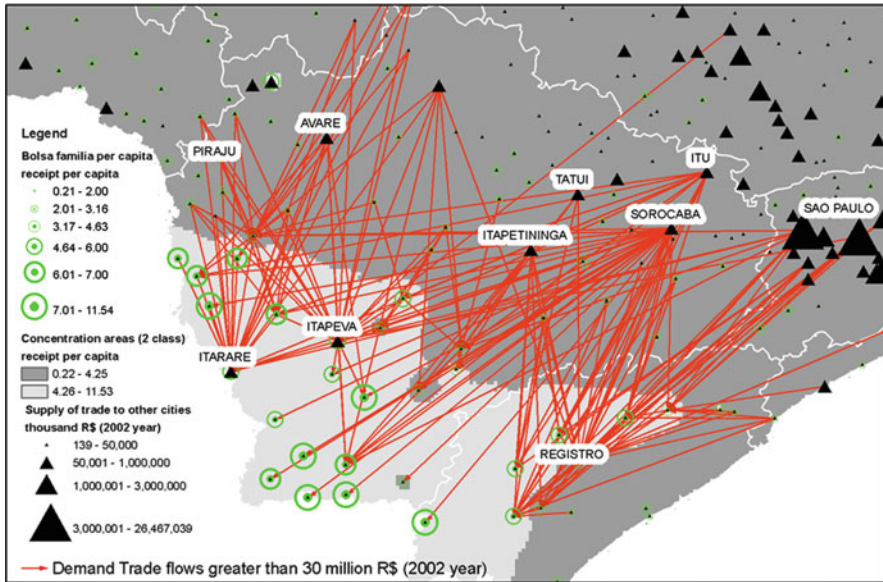 AVARE
PIRAJU
ITU
TATUI
SOROCABA
SAO PAULO
ITAPETININGA
ITAPEVA
ITARARE
REGISTRO
Legend
Bolsa familia per capita
receipt per capita
0.21 - 2.00
2.01 - 3.16
3.17 - 4.63
4.64 - 6.00
6.01 - 7.00
7.01 - 11.54
Concentration areas (2 class)
receipt per capita
0.22 - 4.25
4.26 - 11.53
Supply of trade to other cities
thousand R$ (2002 year)
139 - 50,000
50,001 - 1,000,000
1,000,001 - 3,000,000
3,000,001 - 26,467,039
Demand Trade flows greater than 30 million R$ (2002 year)